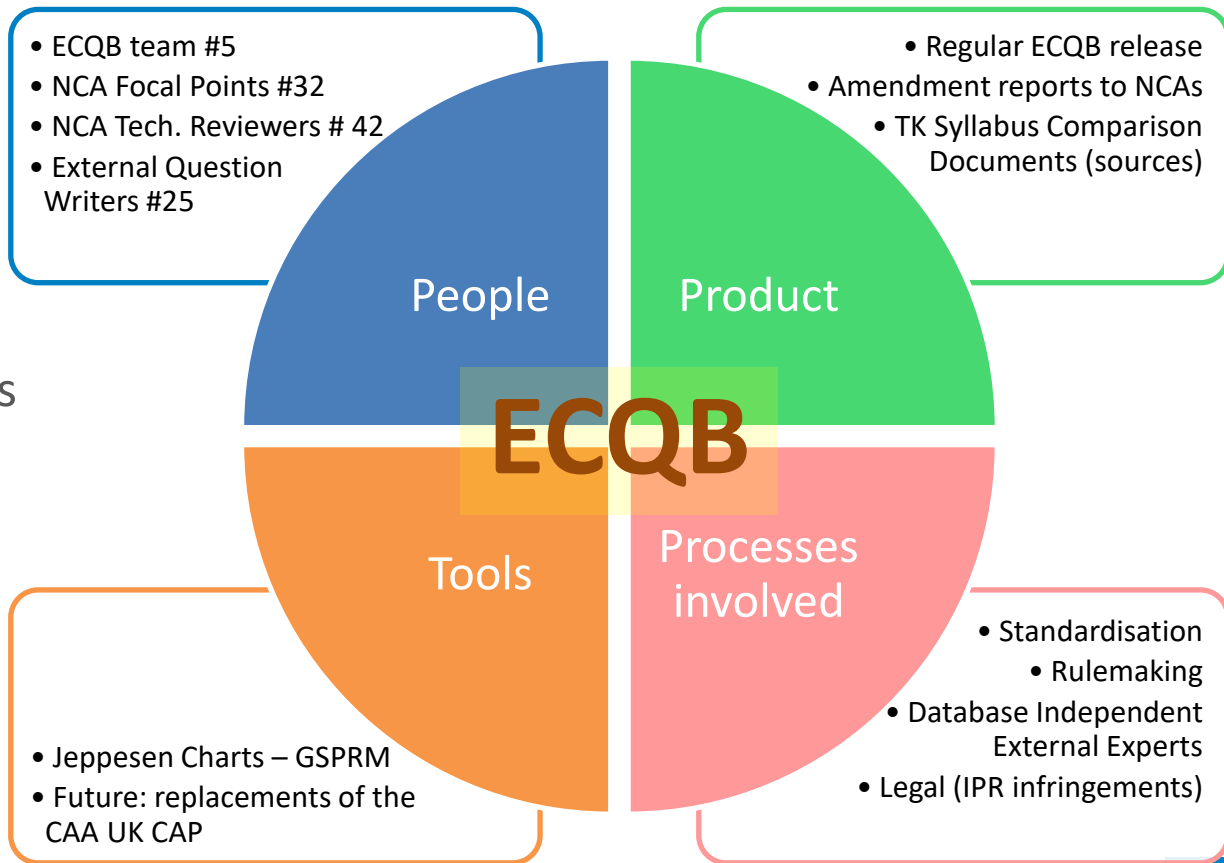 • ECQB team #5
• NCA Focal Points #32
• NCA Tech. Reviewers # 42
• External Question
Writers #25
• Regular ECQB release
• Amendment reports to NCAs
• TK Syllabus Comparison
Documents (sources)
People
Product
s
ECQB
Tools
Processes
involved
• Jeppesen Charts – GSPRM
• Future: replacements of the
CAA UK CAP
• Standardisation
• Rulemaking
• Database Independent
External Experts
• Legal (IPR infringements)